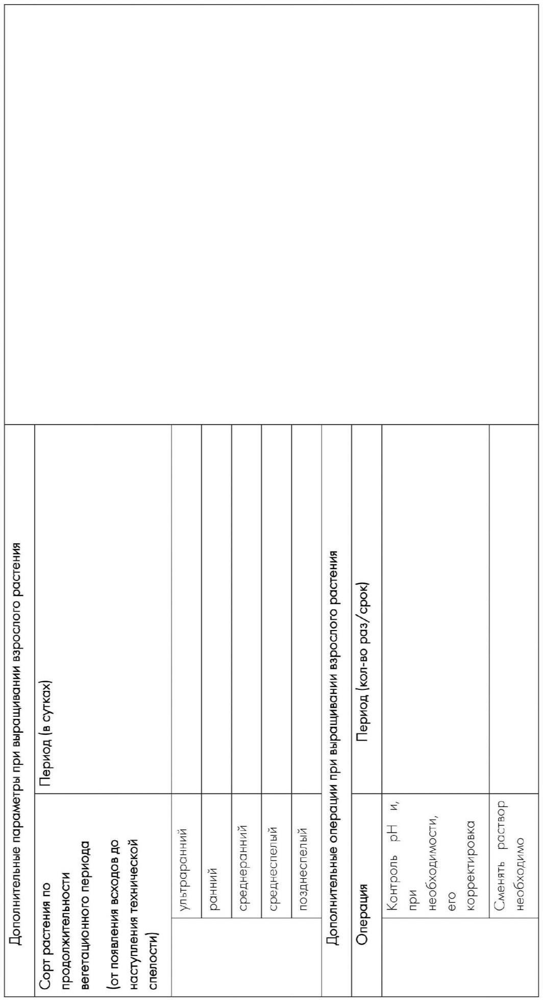 Дополнительные параметры при выращивании взрослого растения
Сорт растения по
продолжительности
вегетационного периода
(от появления всходов до
наступления технической
спелости)
Период (в сутках)
ультраранний
ранний
среднеранний
среднеспелый
позднеспелый
Дополнительные операции при выращивании взрослого растения
Операция
Период (кол-во раз/срок)
Контроль pH и,
при
необходимости,
его
корректировка
Сменять раствор
необходимо